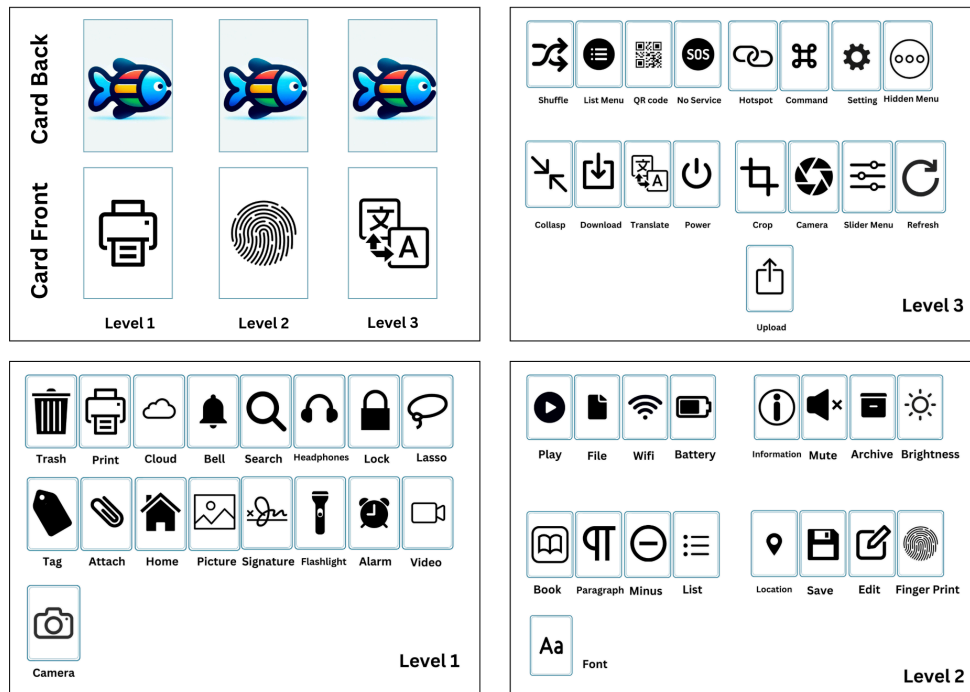 Card Back
Card Front
Level 1 Level 2 Level 3
文
A
SOS
Shuffle List Menu QR code No Service Hotspot Command Setting Hidden Menu
文
A
Collasp Download Translate Power Crop Camera Slider Menu Refresh
Upload
Level 3
Trash Print Cloud Bell Search Headphones Lock Lasso
Tag Attach Home Picture Signature Flashlight Alarm Video
Camera
Level 1
Play File Wifi Battery Information Mute Archive Brightness
Book Paragraph Minus List Location Save Edit Finger Print
Aa
Font
Level 2